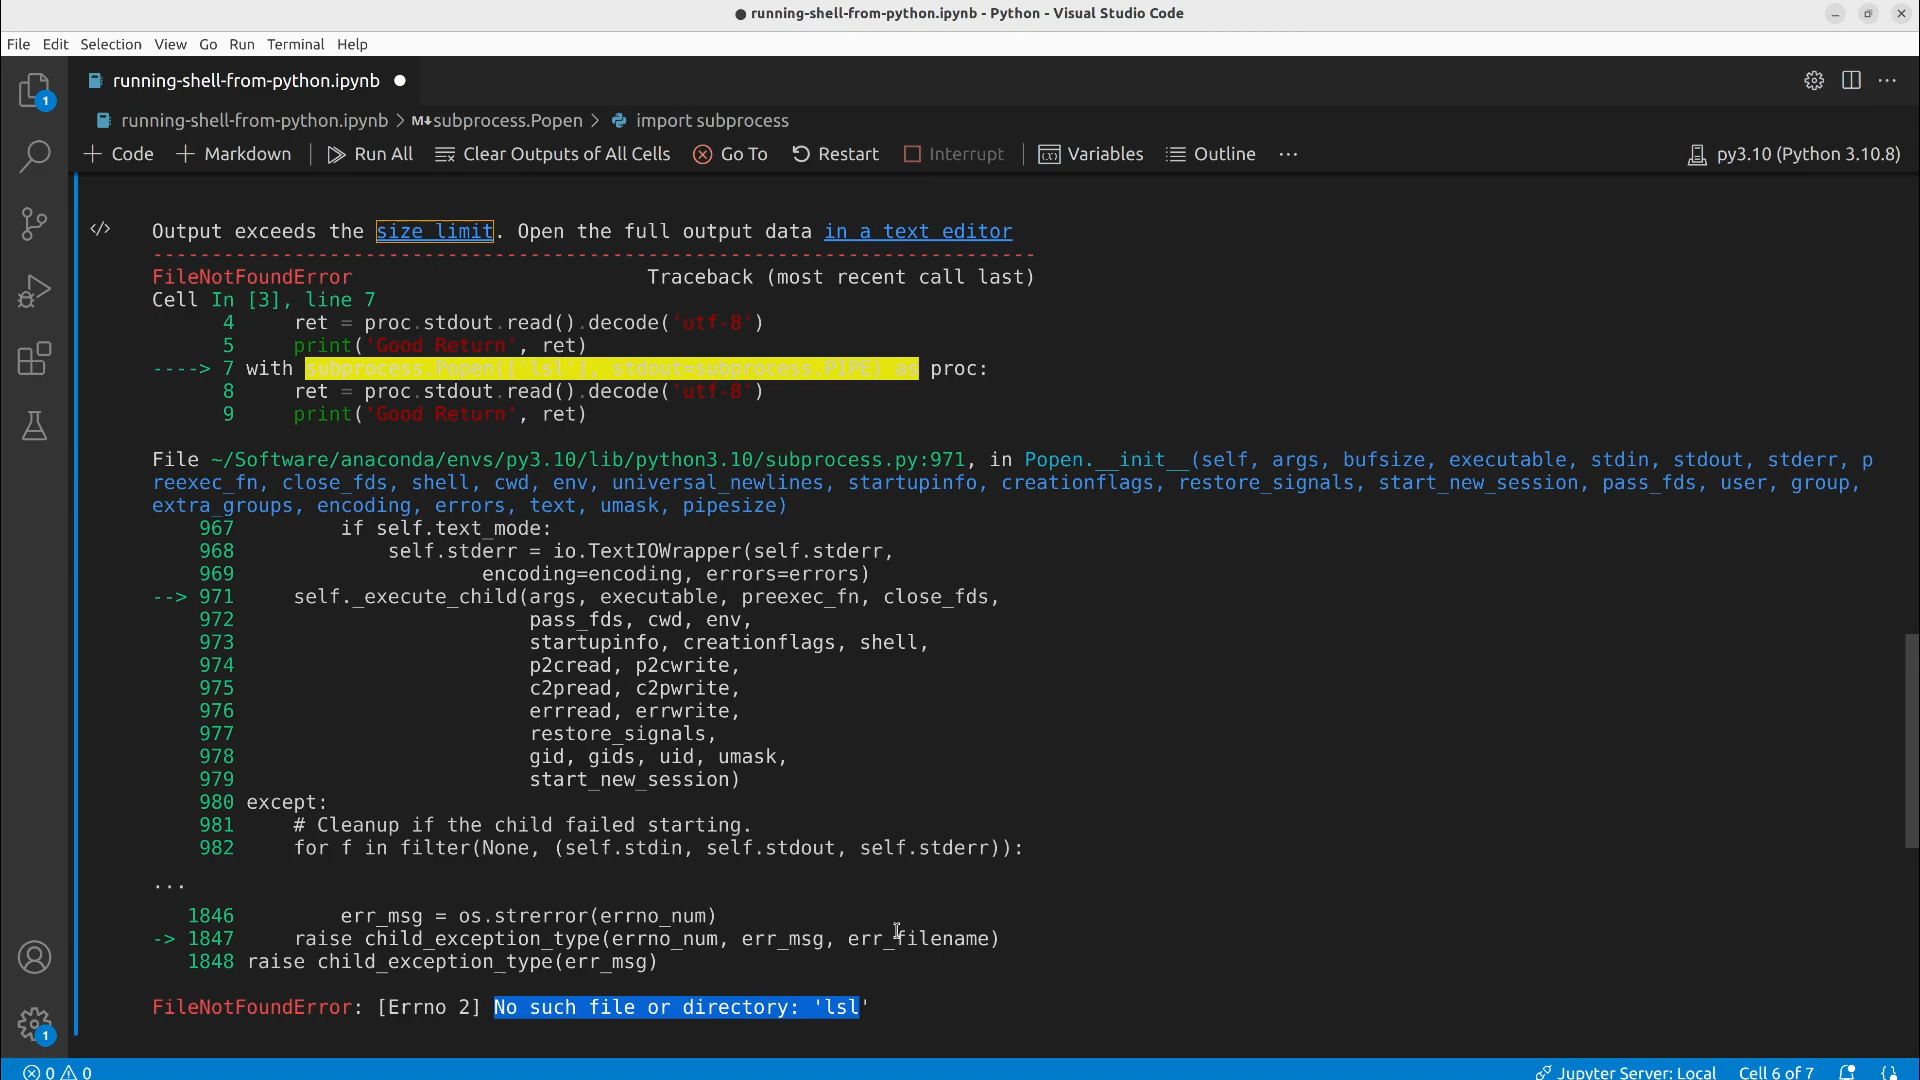 ● running-shell-from-python.ipynb - Python - Visual Studio Code
File Edit Selection View Go Run Terminal Help
running-shell-from-python.ipynb ●
running-shell-from-python.ipynb > M↓subprocess.Popen > import subprocess
+ Code + Markdown | Run All Clear Outputs of All Cells Go To Restart Interrupt | Variables Outline ··· py3.10 (Python 3.10.8)
1
</> Output exceeds the size limit. Open the full output data in a text editor
---------------------------------------------------------------------------
FileNotFoundError                         Traceback (most recent call last)
Cell In [3], line 7
      4     ret = proc.stdout.read().decode('utf-8')
      5     print('Good Return', ret)
----> 7 with subprocess.Popen(['lsl'], stdout=subprocess.PIPE) as proc:
      8     ret = proc.stdout.read().decode('utf-8')
      9     print('Good Return', ret)
File ~/Software/anaconda/envs/py3.10/lib/python3.10/subprocess.py:971, in Popen.__init__(self, args, bufsize, executable, stdin, stdout, stderr, p
reexec_fn, close_fds, shell, cwd, env, universal_newlines, startupinfo, creationflags, restore_signals, start_new_session, pass_fds, user, group,
extra_groups, encoding, errors, text, umask, pipesize)
    967         if self.text_mode:
    968             self.stderr = io.TextIOWrapper(self.stderr,
    969                     encoding=encoding, errors=errors)
--> 971     self._execute_child(args, executable, preexec_fn, close_fds,
    972                         pass_fds, cwd, env,
    973                         startupinfo, creationflags, shell,
    974                         p2cread, p2cwrite,
    975                         c2pread, c2pwrite,
    976                         errread, errwrite,
    977                         restore_signals,
    978                         gid, gids, uid, umask,
    979                         start_new_session)
    980 except:
    981     # Cleanup if the child failed starting.
    982     for f in filter(None, (self.stdin, self.stdout, self.stderr)):
...
   1846         err_msg = os.strerror(errno_num)
-> 1847     raise child_exception_type(errno_num, err_msg, err_filename)
   1848 raise child_exception_type(err_msg)
FileNotFoundError: [Errno 2] No such file or directory: 'lsl'
1
0 0 Jupyter Server: Local Cell 6 of 7